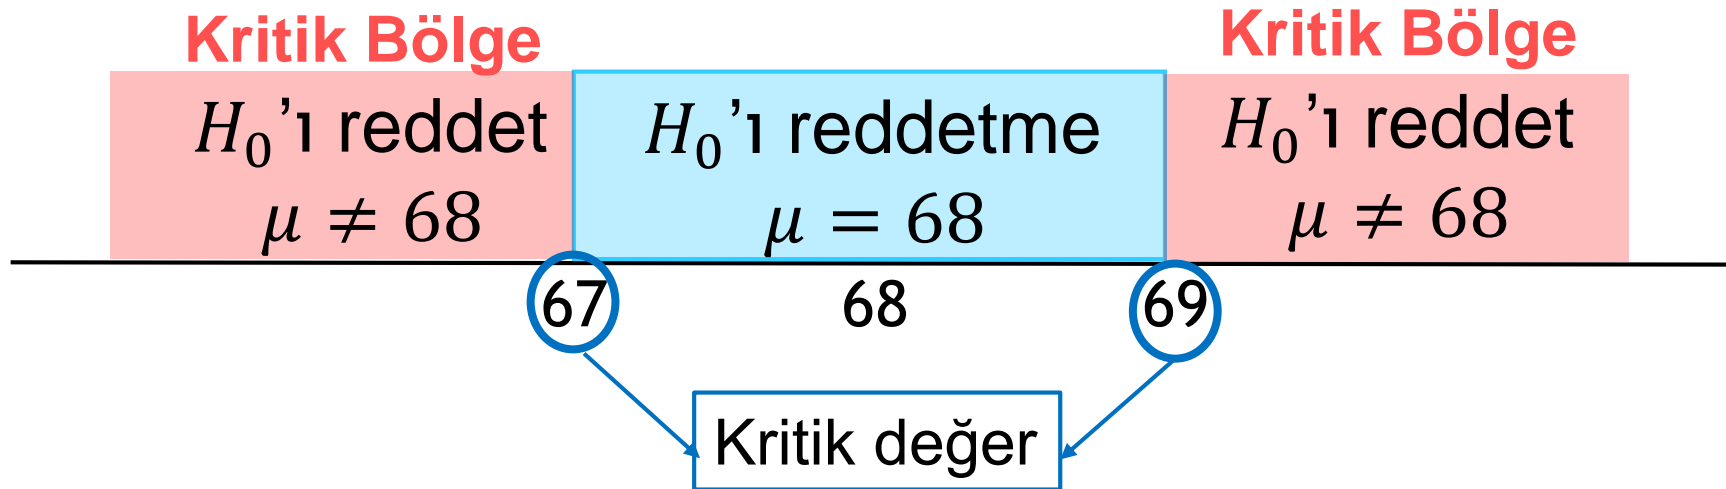 Kritik Bölge
Kritik Bölge
H₀'ı reddet
μ ≠ 68
H₀'ı reddetme
μ = 68
H₀'ı reddet
μ ≠ 68
67
68
69
Kritik değer